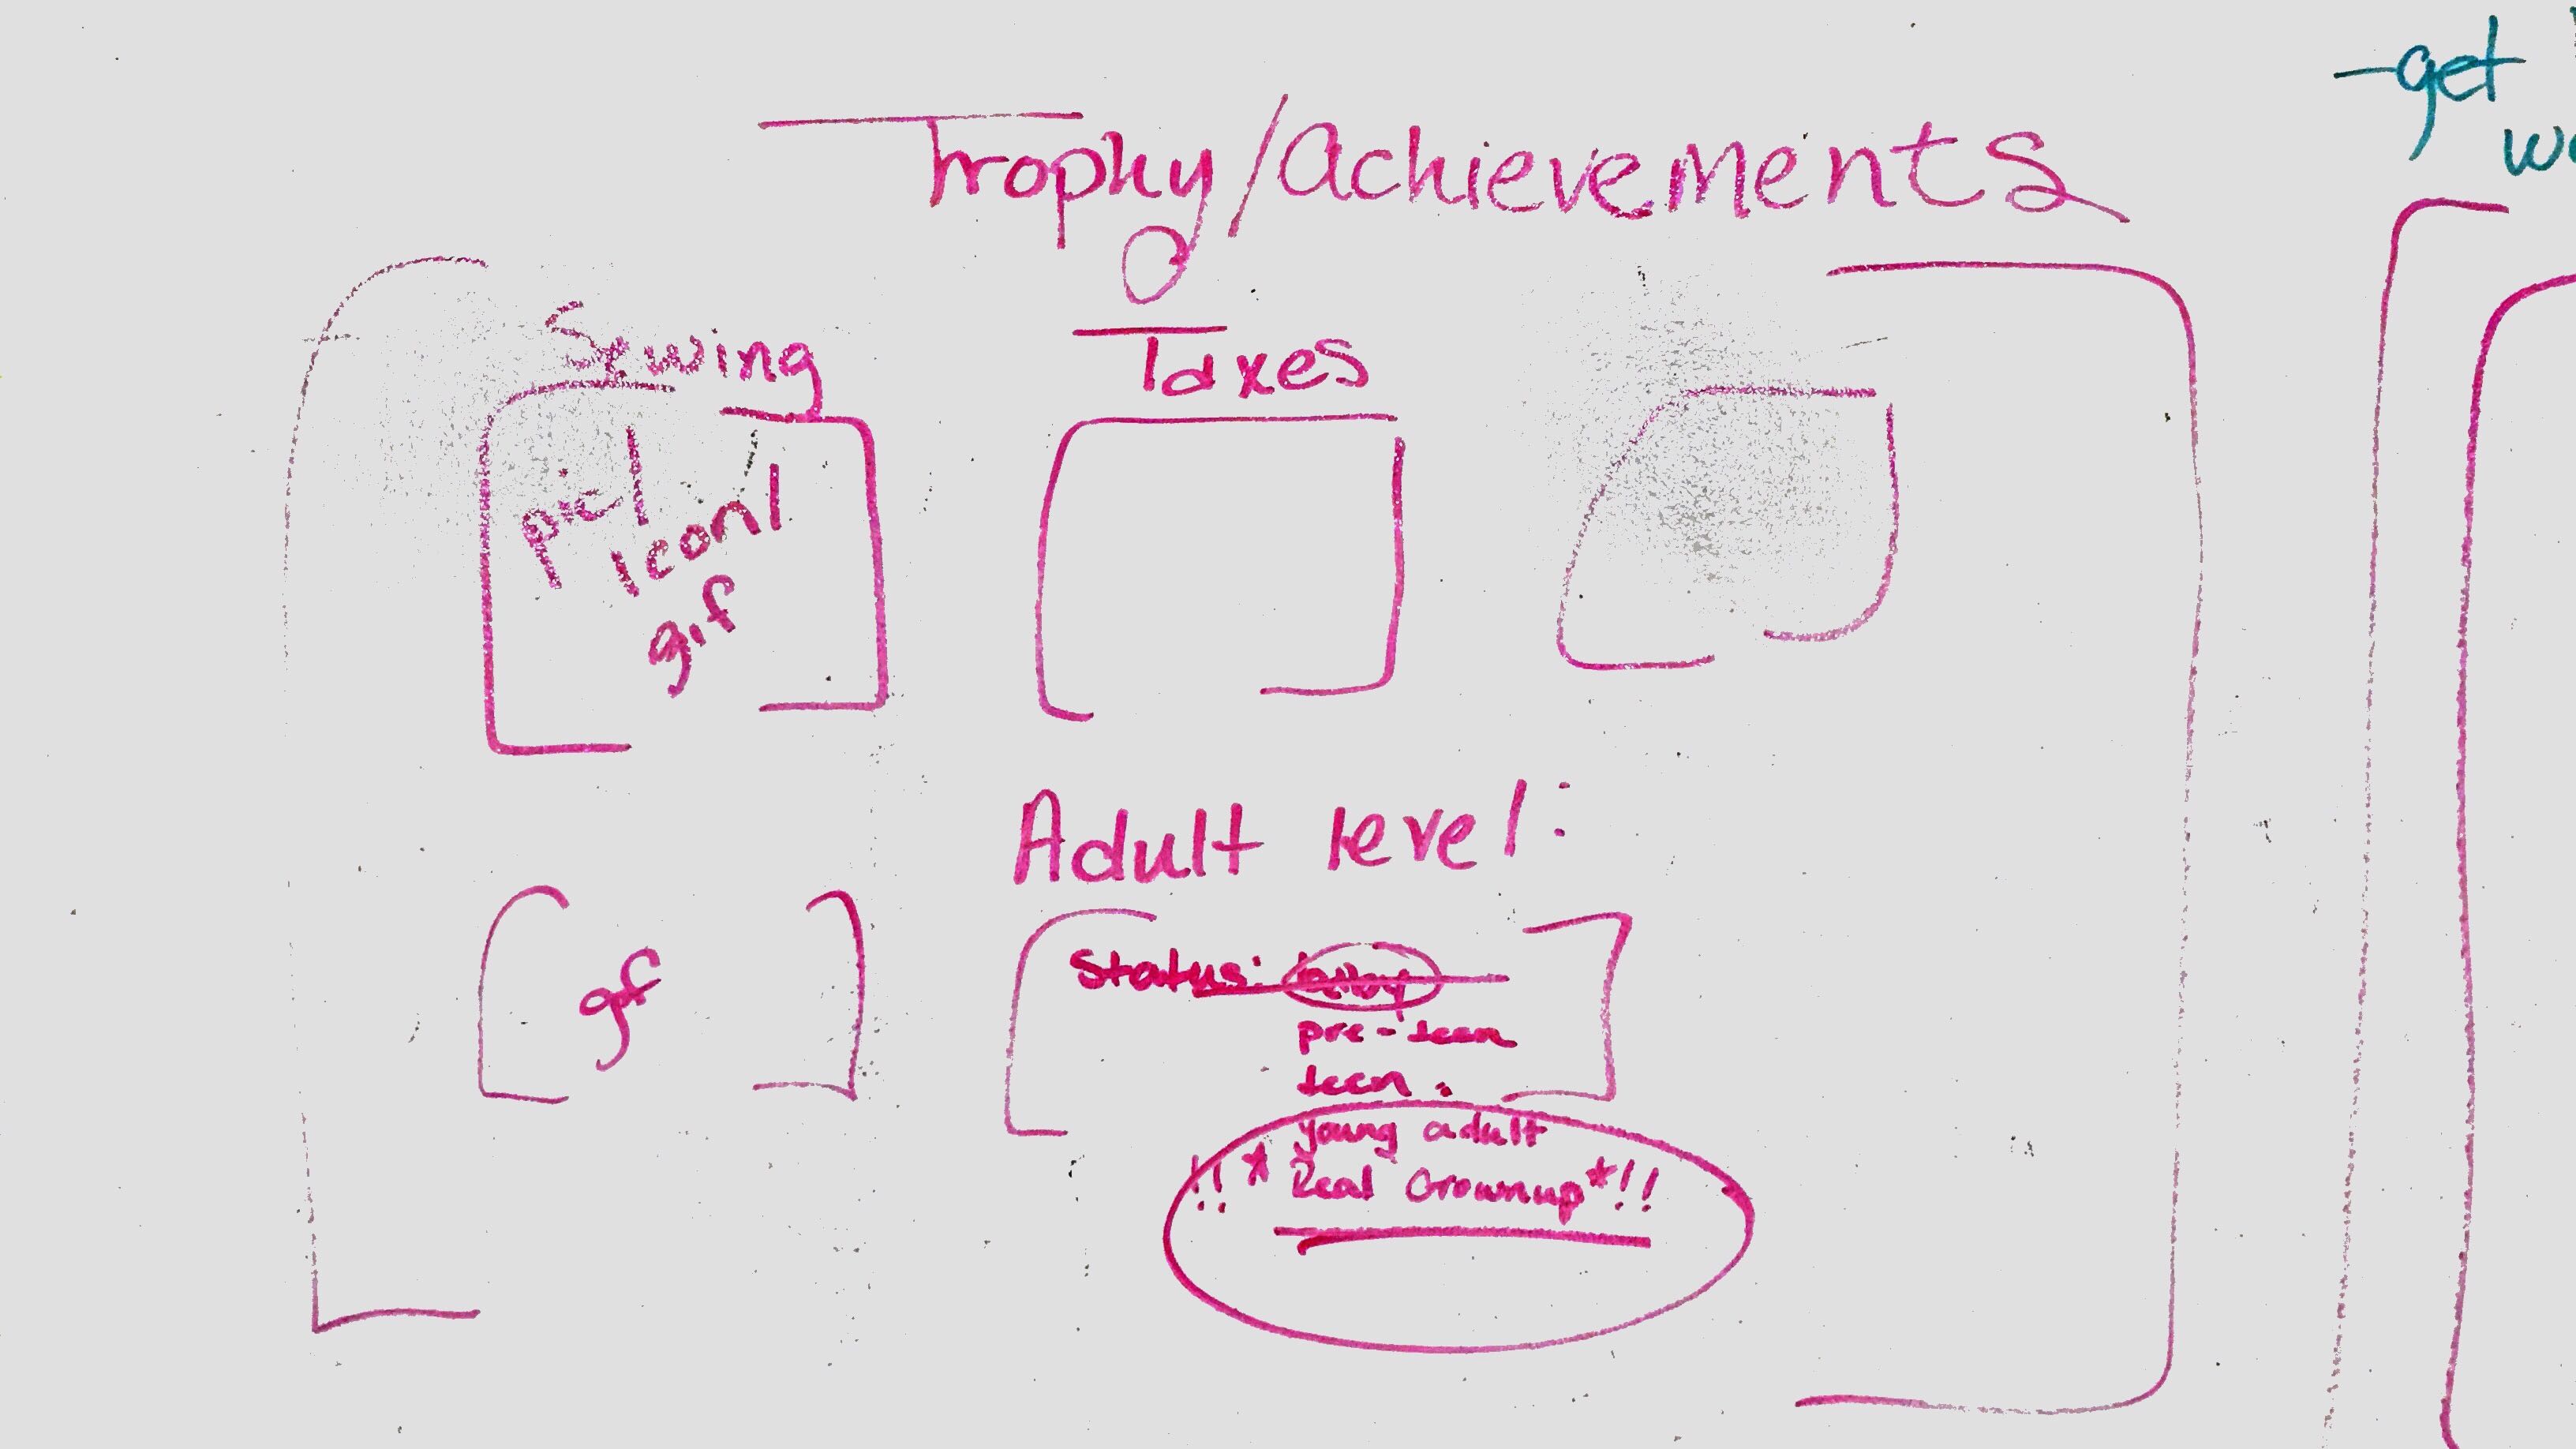 Trophy/Achievements
-get
Sewing
Taxes
pic/
icon/
gif
Adult level:
gif
Status: baby
pre-teen
teen
young adult
!!* Real Grownup *!!